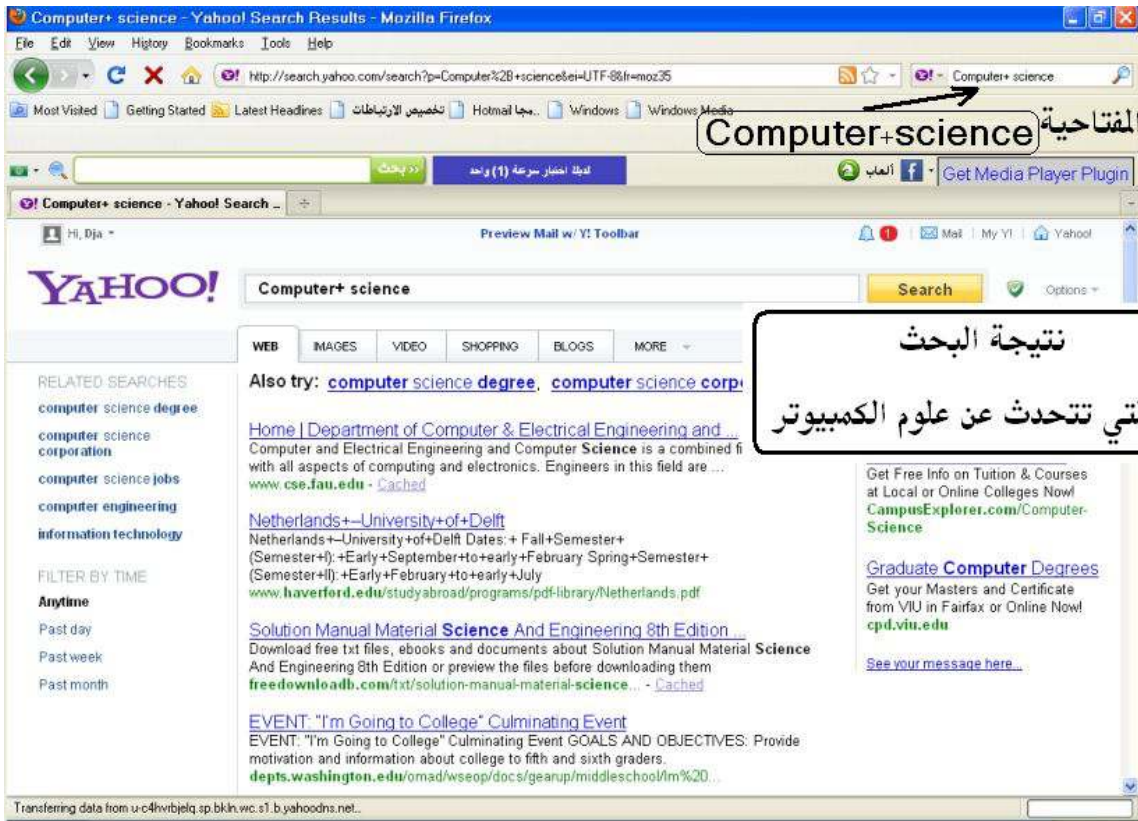 Computer+ science - Yahoo! Search Results - Mozilla Firefox
File Edit View History Bookmarks Tools Help
http://search.yahoo.com/search?p=Computer%2B+science&ei=UTF-8&fr=moz35
Computer+ science
Most Visited Getting Started Latest Headlines تخصيص الارتباطات Hotmail مجا.. Windows Windows Media
Computer+science
المفتاحية
بحث
لديك اختبار سرعة (1) واحد
ألعاب
Get Media Player Plugin
Computer+ science - Yahoo! Search ...
Hi, Dja
Preview Mail w/ Y! Toolbar
1 Mail My Y! Yahoo!
YAHOO!
Computer+ science
Search
Options
WEB IMAGES VIDEO SHOPPING BLOGS MORE
نتيجة البحث
تي تتحدث عن علوم الكمبيوتر
RELATED SEARCHES
computer science degree
computer science
corporation
computer science jobs
computer engineering
information technology
FILTER BY TIME
Anytime
Past day
Past week
Past month
Also try: computer science degree, computer science corp
Home | Department of Computer & Electrical Engineering and ...
Computer and Electrical Engineering and Computer Science is a combined fi
with all aspects of computing and electronics. Engineers in this field are ...
www.cse.fau.edu - Cached
Netherlands+–University+of+Delft
Netherlands+–University+of+Delft Dates: + Fall+Semester+
(Semester+I): +Early+September+to+early+February Spring+Semester+
(Semester+II): +Early+February+to+early+July
www.haverford.edu/studyabroad/programs/pdf-library/Netherlands.pdf
Solution Manual Material Science And Engineering 8th Edition ...
Download free txt files, ebooks and documents about Solution Manual Material Science
And Engineering 8th Edition or preview the files before downloading them
freedownloadb.com/txt/solution-manual-material-science... - Cached
EVENT: "I'm Going to College" Culminating Event
EVENT: "I'm Going to College" Culminating Event GOALS AND OBJECTIVES: Provide
motivation and information about college to fifth and sixth graders.
depts.washington.edu/omad/wseop/docs/gearup/middleschool/Im%20...
Get Free Info on Tuition & Courses
at Local or Online Colleges Now!
CampusExplorer.com/Computer-
Science
Graduate Computer Degrees
Get your Masters and Certificate
from VIU in Fairfax or Online Now!
cpd.viu.edu
See your message here...
Transferring data from u-c4hvrbjelq.sp.bkln.wc.s1.b.yahoodns.net...